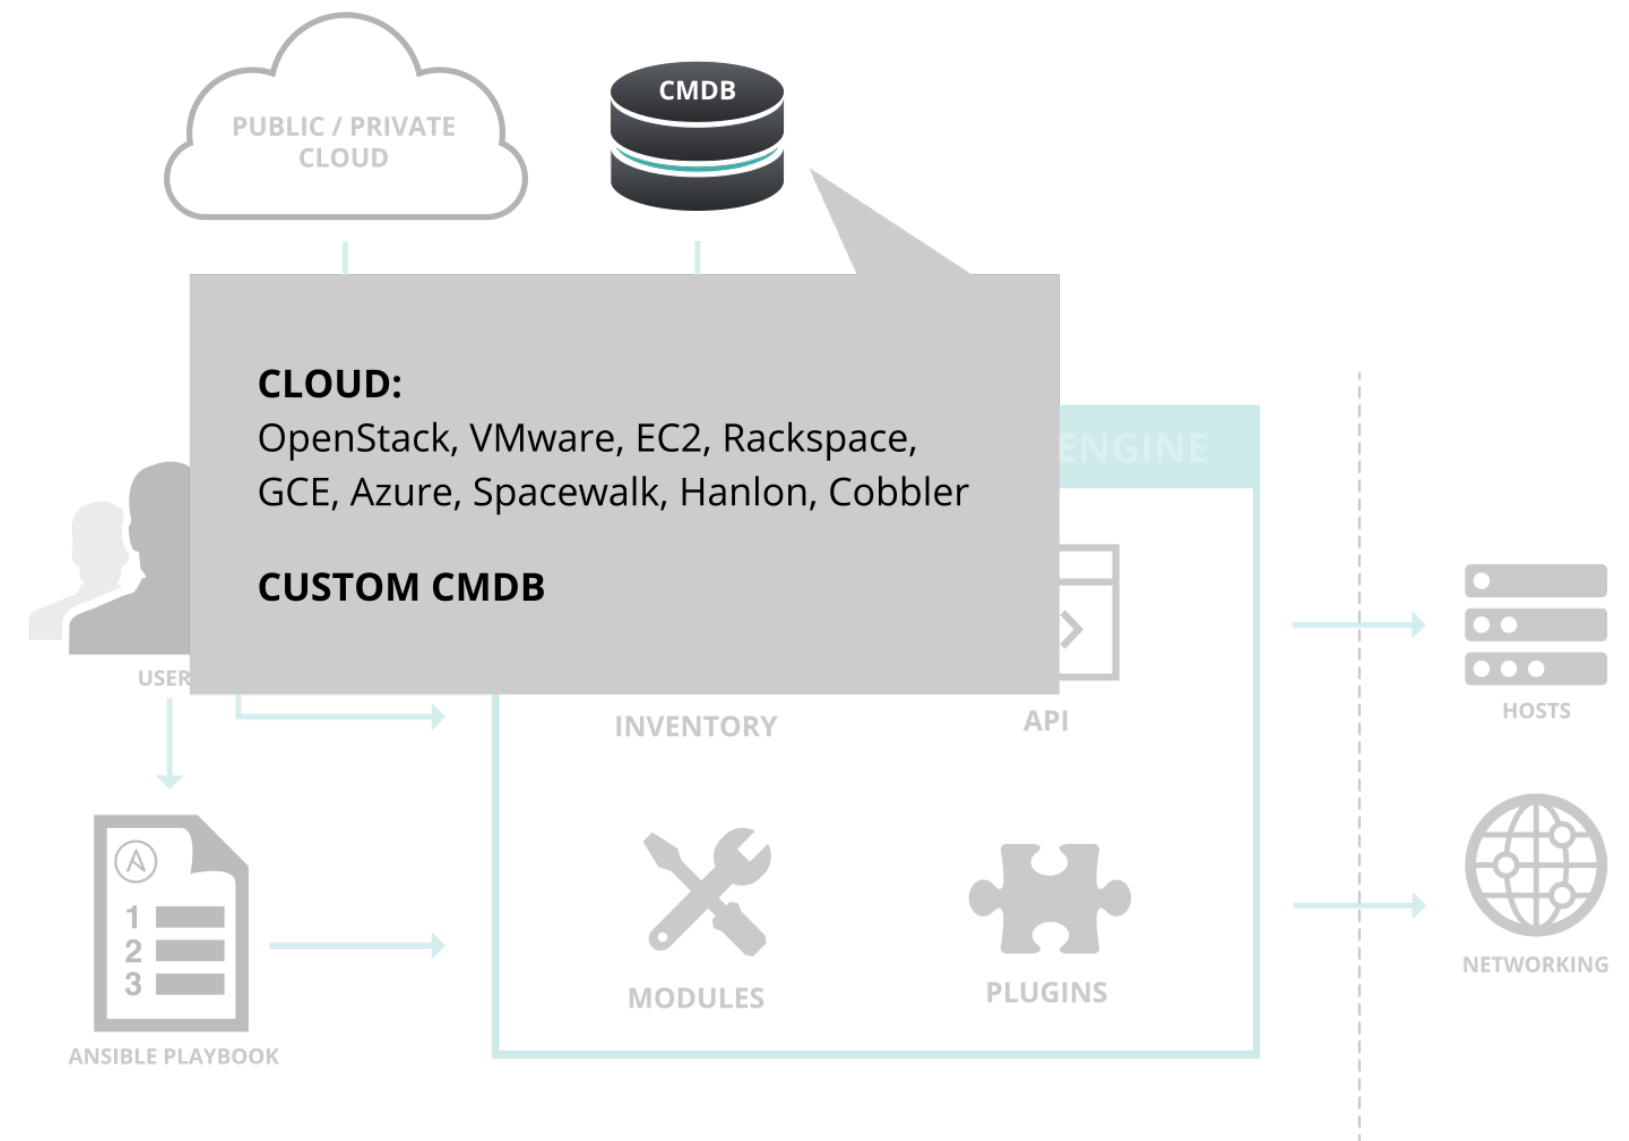 PUBLIC / PRIVATE
CLOUD
CMDB
CLOUD:
OpenStack, VMware, EC2, Rackspace,
GCE, Azure, Spacewalk, Hanlon, Cobbler
CUSTOM CMDB
ENGINE
USER
INVENTORY
API
HOSTS
1
2
3
MODULES
PLUGINS
NETWORKING
ANSIBLE PLAYBOOK